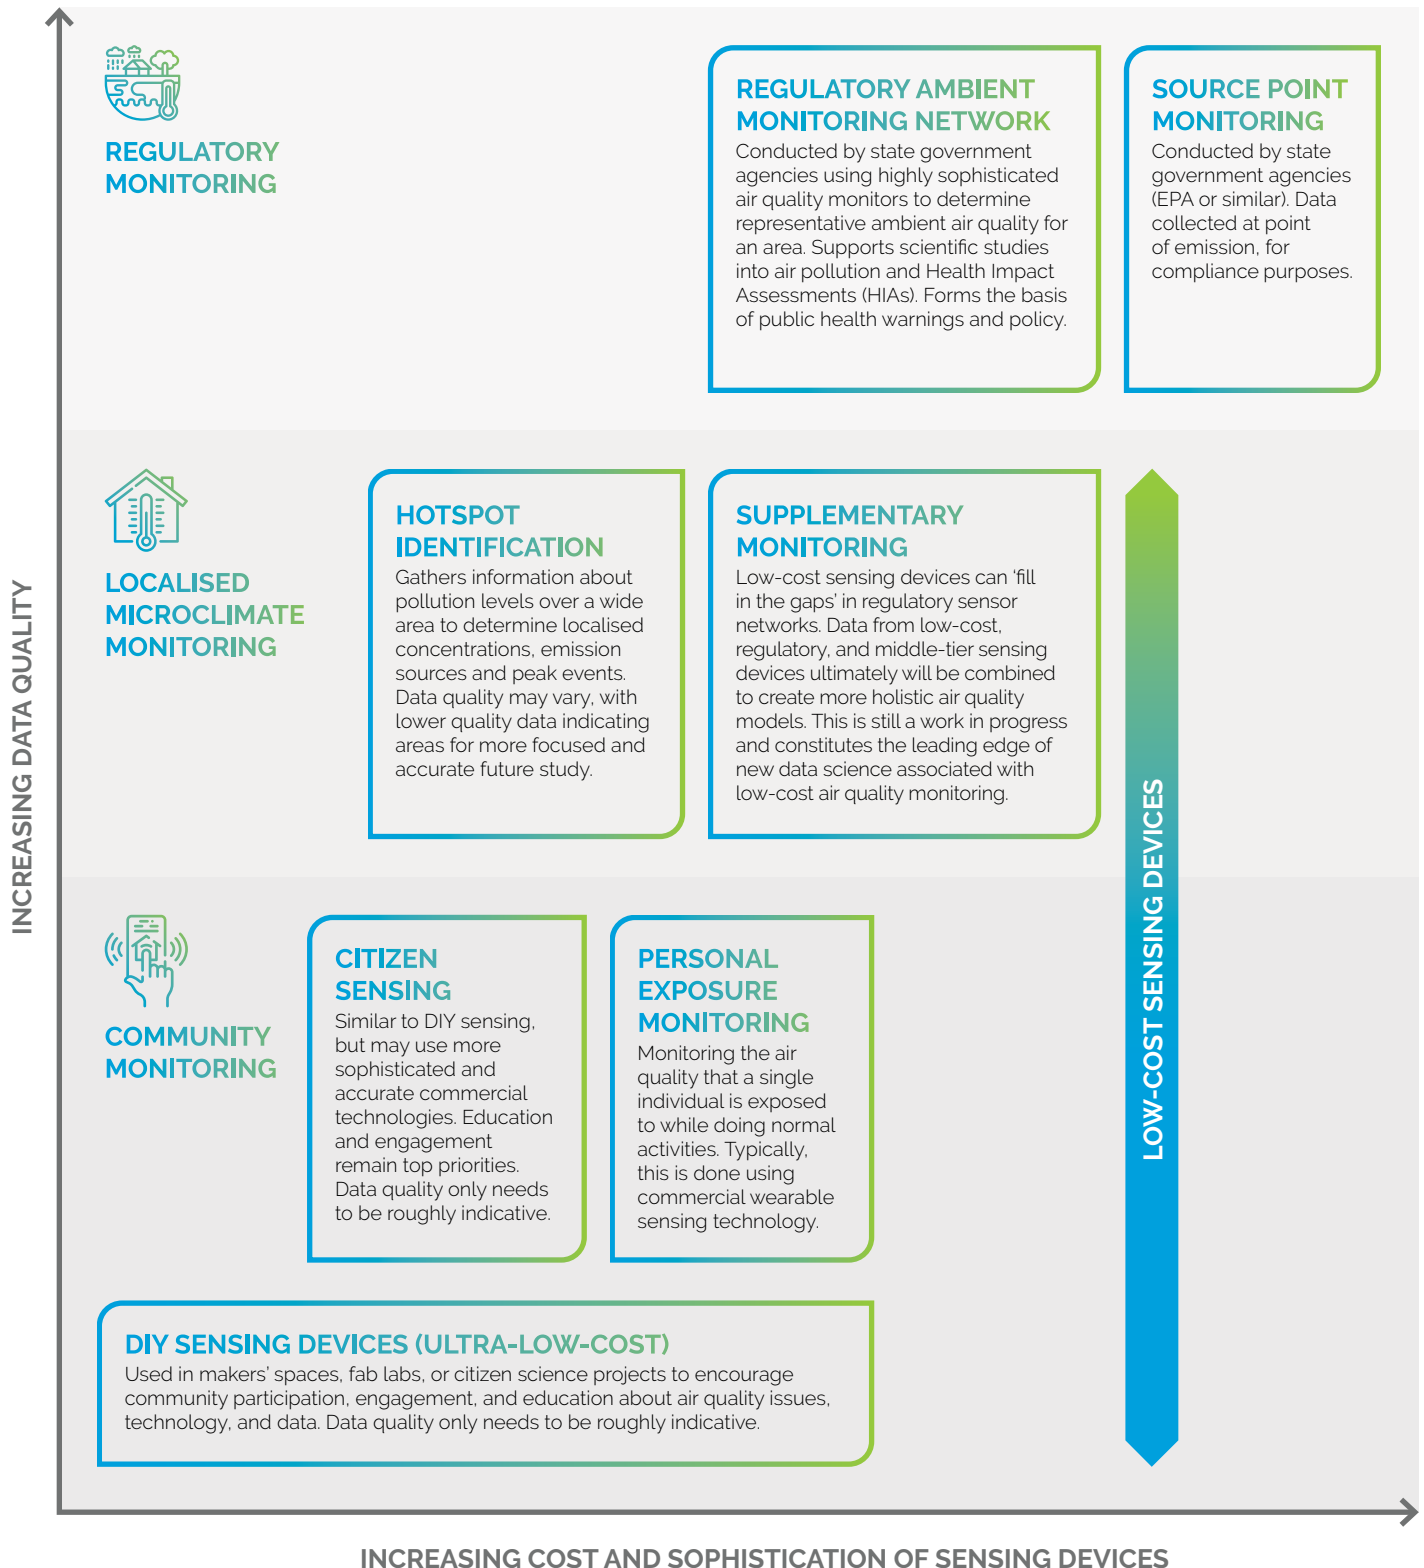 REGULATORY
MONITORING
REGULATORY AMBIENT
MONITORING NETWORK
Conducted by state government
agencies using highly sophisticated
air quality monitors to determine
representative ambient air quality for
an area. Supports scientific studies
into air pollution and Health Impact
Assessments (HIAs). Forms the basis
of public health warnings and policy.
SOURCE POINT
MONITORING
Conducted by state
government agencies
(EPA or similar). Data
collected at point
of emission, for
compliance purposes.
LOCALISED
MICROCLIMATE
MONITORING
HOTSPOT
IDENTIFICATION
Gathers information about
pollution levels over a wide
area to determine localised
concentrations, emission
sources and peak events.
Data quality may vary, with
lower quality data indicating
areas for more focused and
accurate future study.
SUPPLEMENTARY
MONITORING
Low-cost sensing devices can ‘fill
in the gaps’ in regulatory sensor
networks. Data from low-cost,
regulatory, and middle-tier sensing
devices ultimately will be combined
to create more holistic air quality
models. This is still a work in progress
and constitutes the leading edge of
new data science associated with
low-cost air quality monitoring.
COMMUNITY
MONITORING
CITIZEN
SENSING
Similar to DIY sensing,
but may use more
sophisticated and
accurate commercial
technologies. Education
and engagement
remain top priorities.
Data quality only needs
to be roughly indicative.
PERSONAL
EXPOSURE
MONITORING
Monitoring the air
quality that a single
individual is exposed
to while doing normal
activities. Typically,
this is done using
commercial wearable
sensing technology.
DIY SENSING DEVICES (ULTRA-LOW-COST)
Used in makers’ spaces, fab labs, or citizen science projects to encourage
community participation, engagement, and education about air quality issues,
technology, and data. Data quality only needs to be roughly indicative.
LOW-COST SENSING DEVICES
INCREASING DATA QUALITY
INCREASING COST AND SOPHISTICATION OF SENSING DEVICES